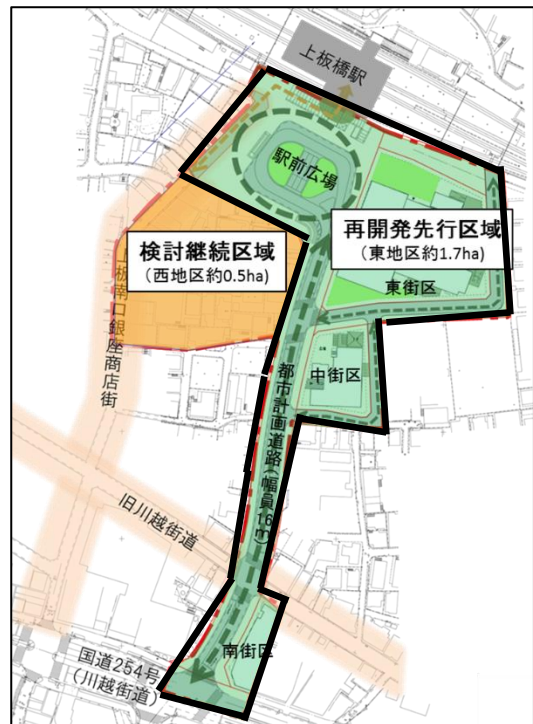 上板橋駅
駅前広場
再開発先行区域
（東地区約1.7ha）
検討継続区域
（西地区約0.5ha）
東街区
上板南口銀座商店街
中街区
都市計画道路（幅員16m）
旧川越街道
南街区
国道254号
（川越街道）